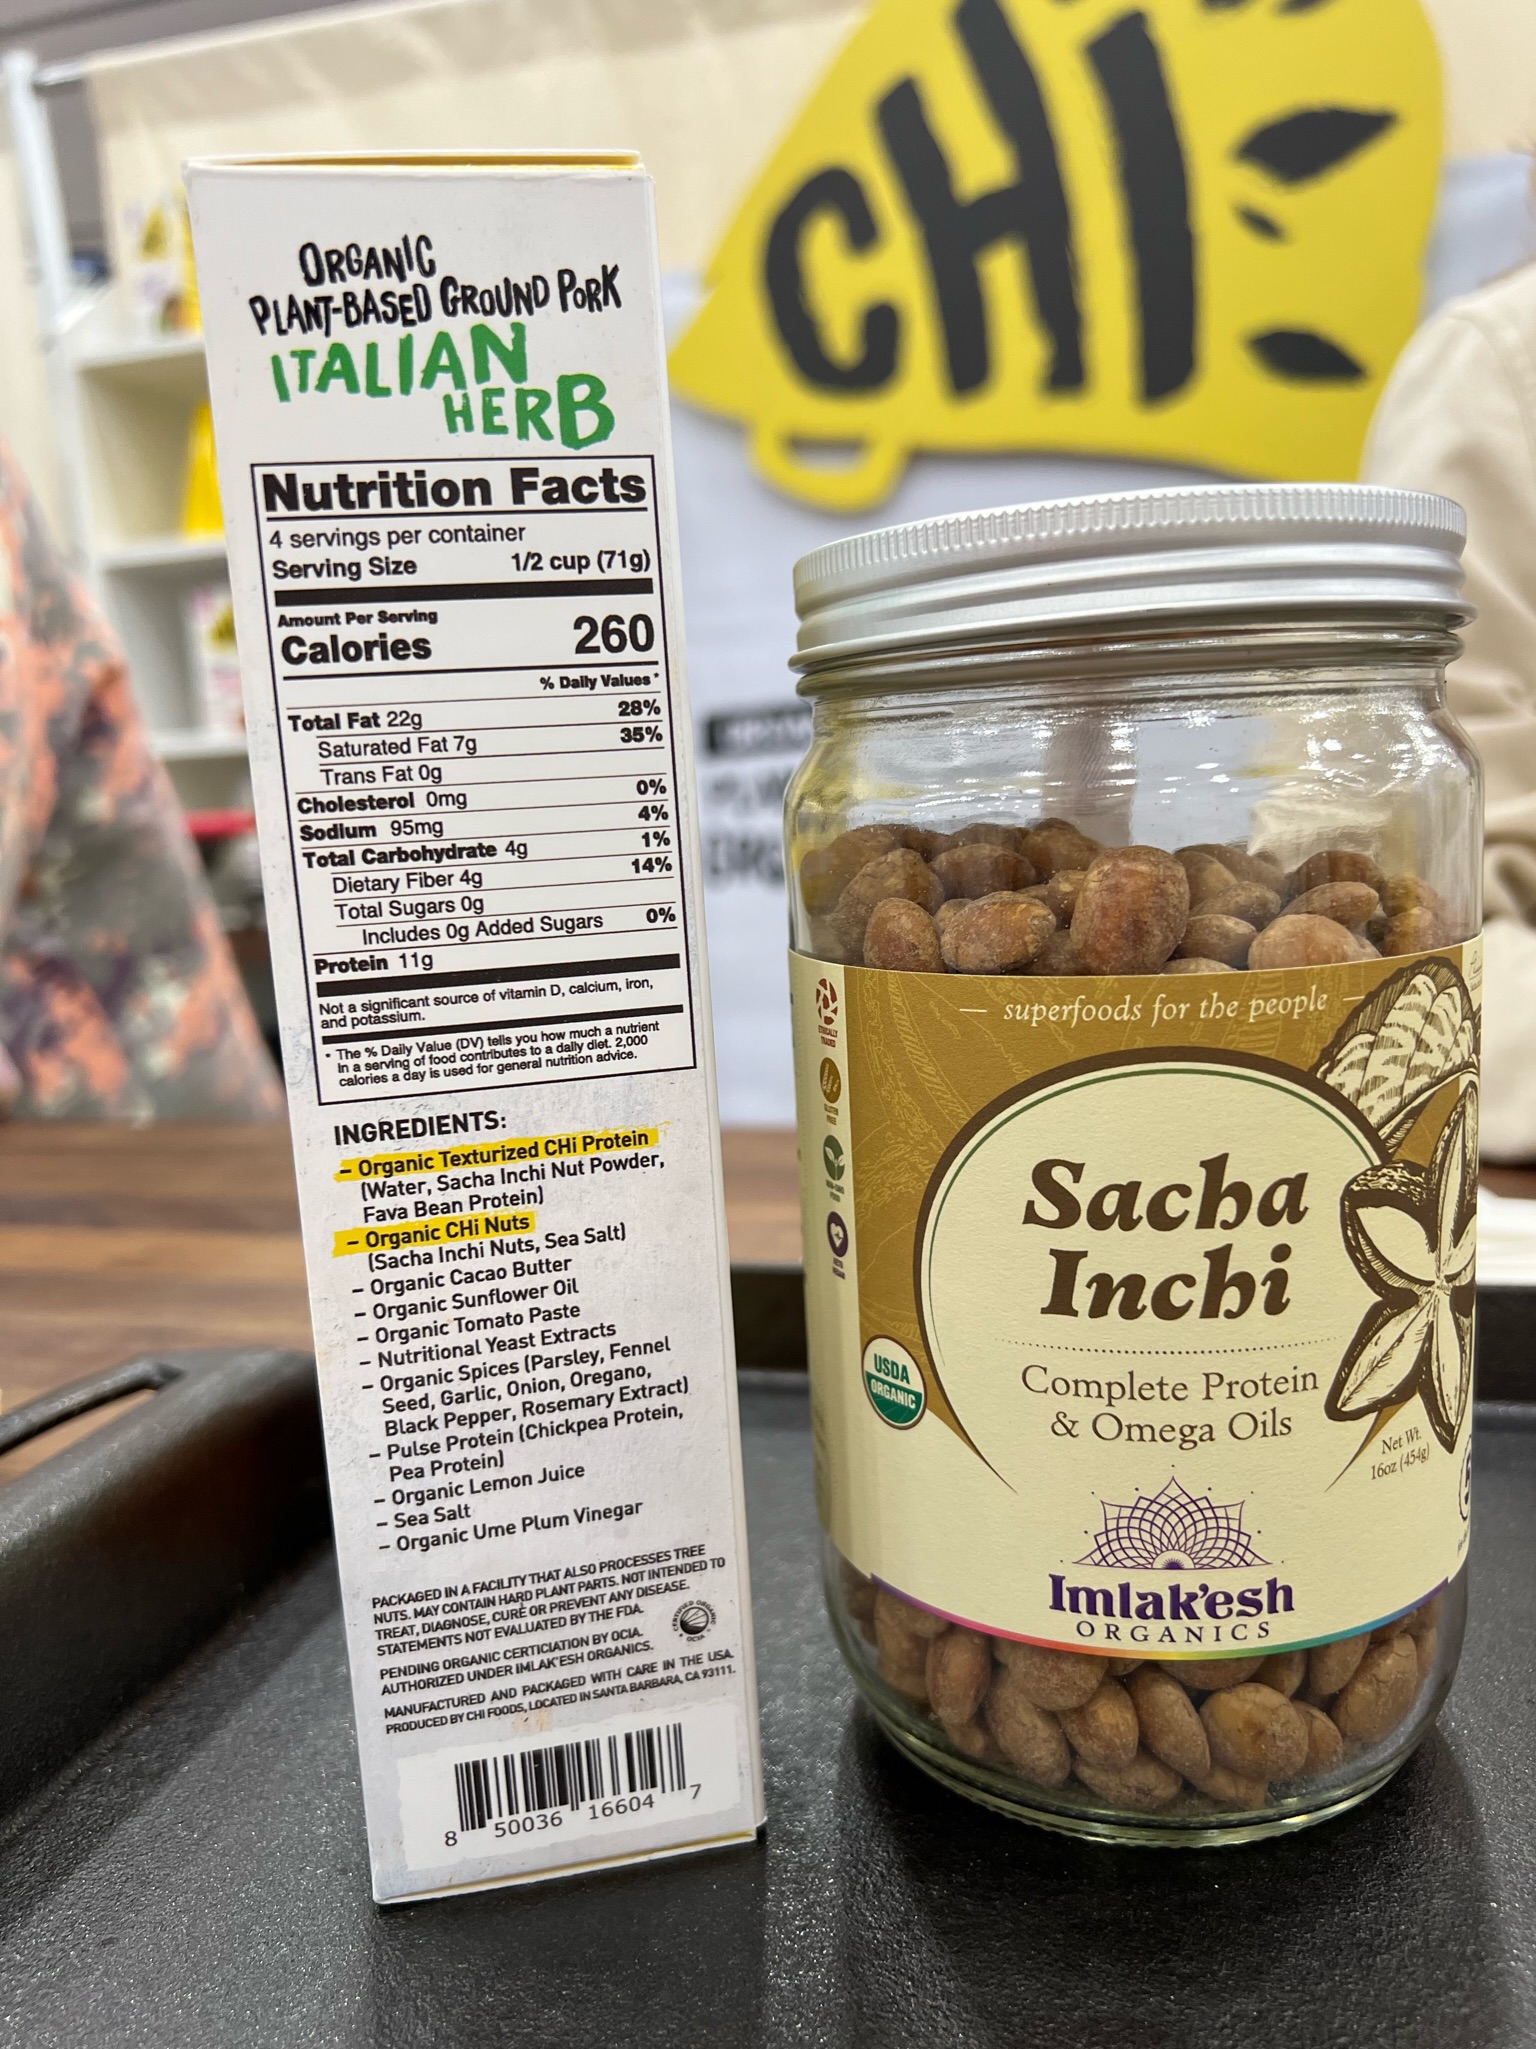 CHI
ORGANIC
PLANT-BASED GROUND PORK
ITALIAN
HERB
Nutrition Facts
4 servings per container
Serving Size 1/2 cup (71g)
Amount Per Serving
Calories 260
% Daily Values*
Total Fat 22g 28%
Saturated Fat 7g 35%
Trans Fat 0g
Cholesterol 0mg 0%
Sodium 95mg 4%
Total Carbohydrate 4g 1%
Dietary Fiber 4g 14%
Total Sugars 0g
Includes 0g Added Sugars 0%
Protein 11g
Not a significant source of vitamin D, calcium, iron,
and potassium.
* The % Daily Value (DV) tells you how much a nutrient
in a serving of food contributes to a daily diet. 2,000
calories a day is used for general nutrition advice.
INGREDIENTS:
– Organic Texturized CHi Protein
(Water, Sacha Inchi Nut Powder,
Fava Bean Protein)
– Organic CHi Nuts
(Sacha Inchi Nuts, Sea Salt)
– Organic Cacao Butter
– Organic Sunflower Oil
– Organic Tomato Paste
– Nutritional Yeast Extracts
– Organic Spices (Parsley, Fennel
Seed, Garlic, Onion, Oregano,
Black Pepper, Rosemary Extract)
– Pulse Protein (Chickpea Protein,
Pea Protein)
– Organic Lemon Juice
– Sea Salt
– Organic Ume Plum Vinegar
PACKAGED IN A FACILITY THAT ALSO PROCESSES TREE
NUTS. MAY CONTAIN HARD PLANT PARTS. NOT INTENDED TO
TREAT, DIAGNOSE, CURE OR PREVENT ANY DISEASE.
STATEMENTS NOT EVALUATED BY THE FDA.
PENDING ORGANIC CERTICIATION BY OCIA.
AUTHORIZED UNDER IMLAK'ESH ORGANICS.
CERTIFIED ORGANIC
OCIA
MANUFACTURED AND PACKAGED WITH CARE IN THE USA.
PRODUCED BY CHI FOODS, LOCATED IN SANTA BARBARA, CA 93111.
8 50036 16604 7
superfoods for the people
ETHICALLY
TRADED
GLUTEN
FREE
Sacha
Inchi
Complete Protein
& Omega Oils
USDA
ORGANIC
Net Wt.
16oz (454g)
Imlak'esh
ORGANICS